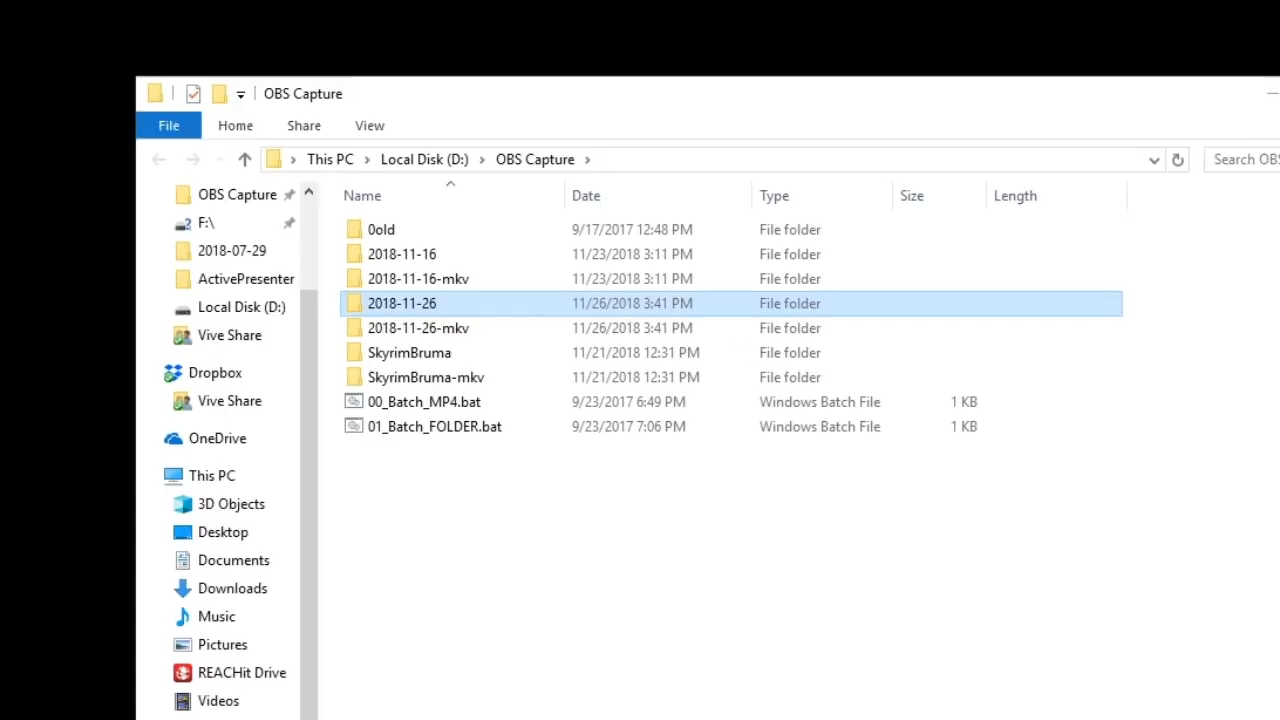 OBS Capture
File Home Share View
This PC > Local Disk (D:) > OBS Capture > Search OBS
Name Date Type Size Length
0old 9/17/2017 12:48 PM File folder
2018-11-16 11/23/2018 3:11 PM File folder
2018-11-16-mkv 11/23/2018 3:11 PM File folder
2018-11-26 11/26/2018 3:41 PM File folder
2018-11-26-mkv 11/26/2018 3:41 PM File folder
SkyrimBruma 11/21/2018 12:31 PM File folder
SkyrimBruma-mkv 11/21/2018 12:31 PM File folder
00_Batch_MP4.bat 9/23/2017 6:49 PM Windows Batch File 1 KB
01_Batch_FOLDER.bat 9/23/2017 7:06 PM Windows Batch File 1 KB
OBS Capture
F:\
2018-07-29
ActivePresenter
Local Disk (D:)
Vive Share
Dropbox
Vive Share
OneDrive
This PC
3D Objects
Desktop
Documents
Downloads
Music
Pictures
REACHit Drive
Videos